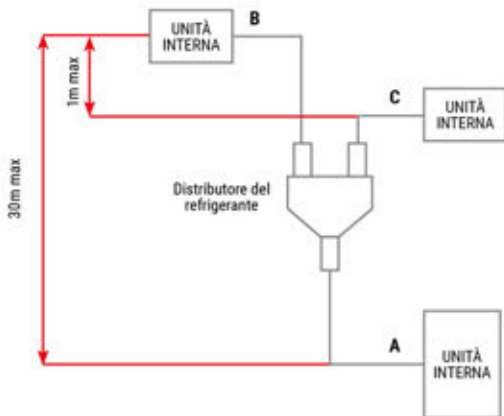 UNITÀ
INTERNA
B
1m max
C
UNITÀ
INTERNA
30m max
Distributore del
refrigerante
A
UNITÀ
INTERNA